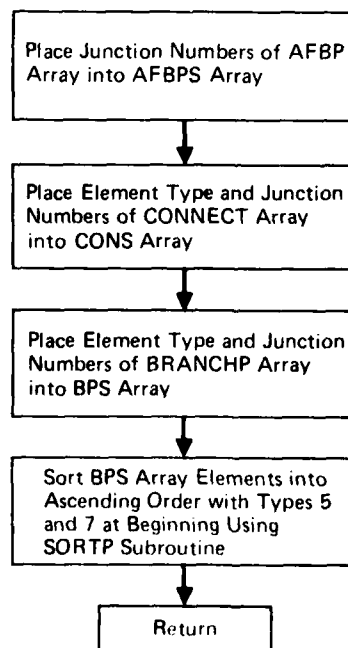 Place Junction Numbers of AFBP
Array into AFBPS Array
Place Element Type and Junction
Numbers of CONNECT Array
into CONS Array
Place Element Type and Junction
Numbers of BRANCHP Array
into BPS Array
Sort BPS Array Elements into
Ascending Order with Types 5
and 7 at Beginning Using
SORTP Subroutine
Return